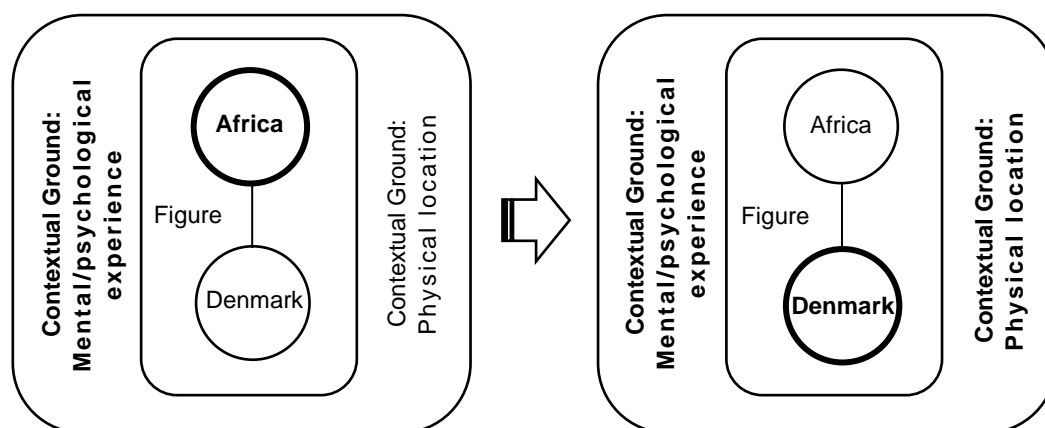 Contextual Ground:
Mental/psychological
experience
Africa
Figure
Denmark
Contextual Ground:
Physical location
Contextual Ground:
Mental/psychological
experience
Africa
Figure
Denmark
Contextual Ground:
Physical location